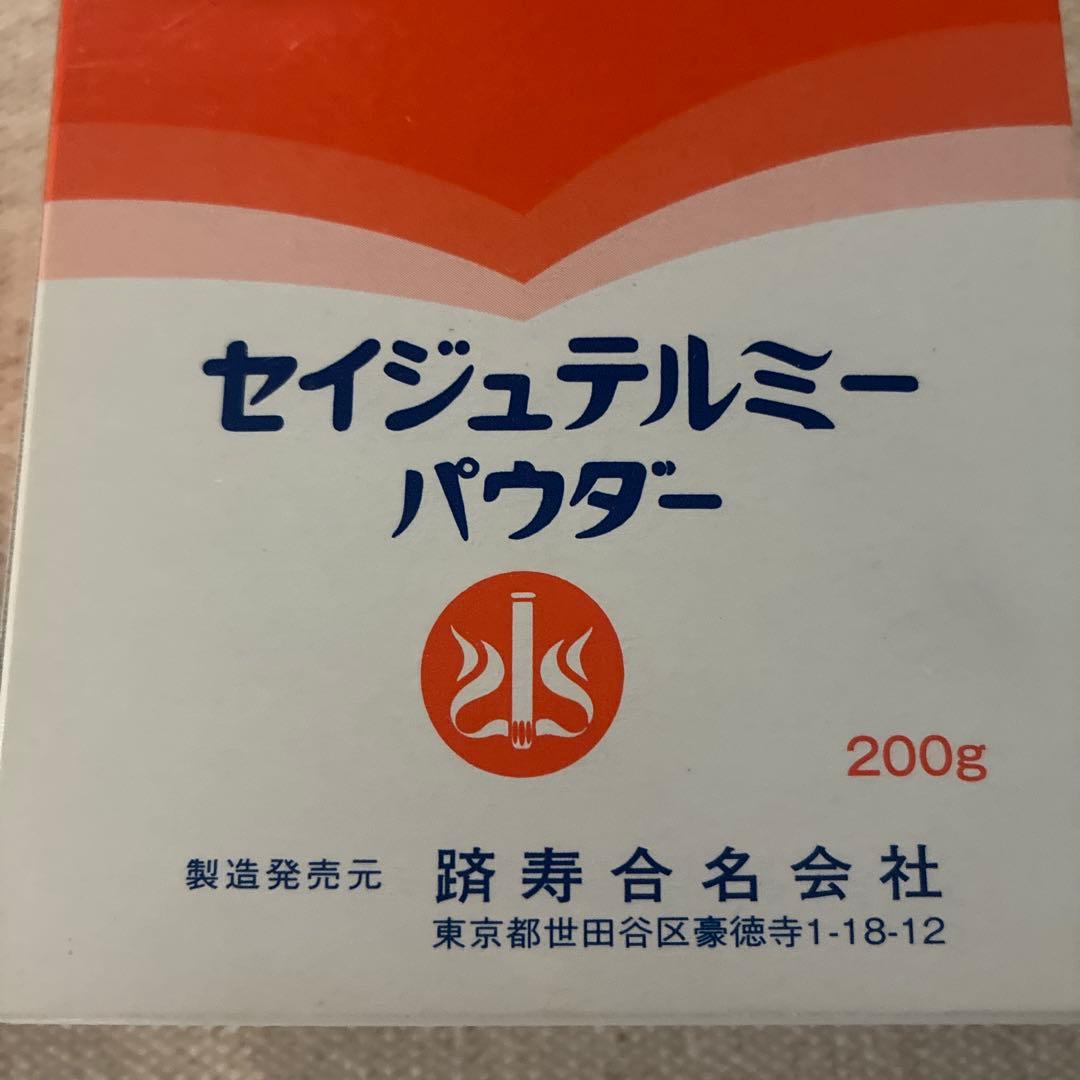 セイジュテルミー
パウダー
200g
製造発売元 躋寿合名会社
東京都世田谷区豪徳寺1-18-12